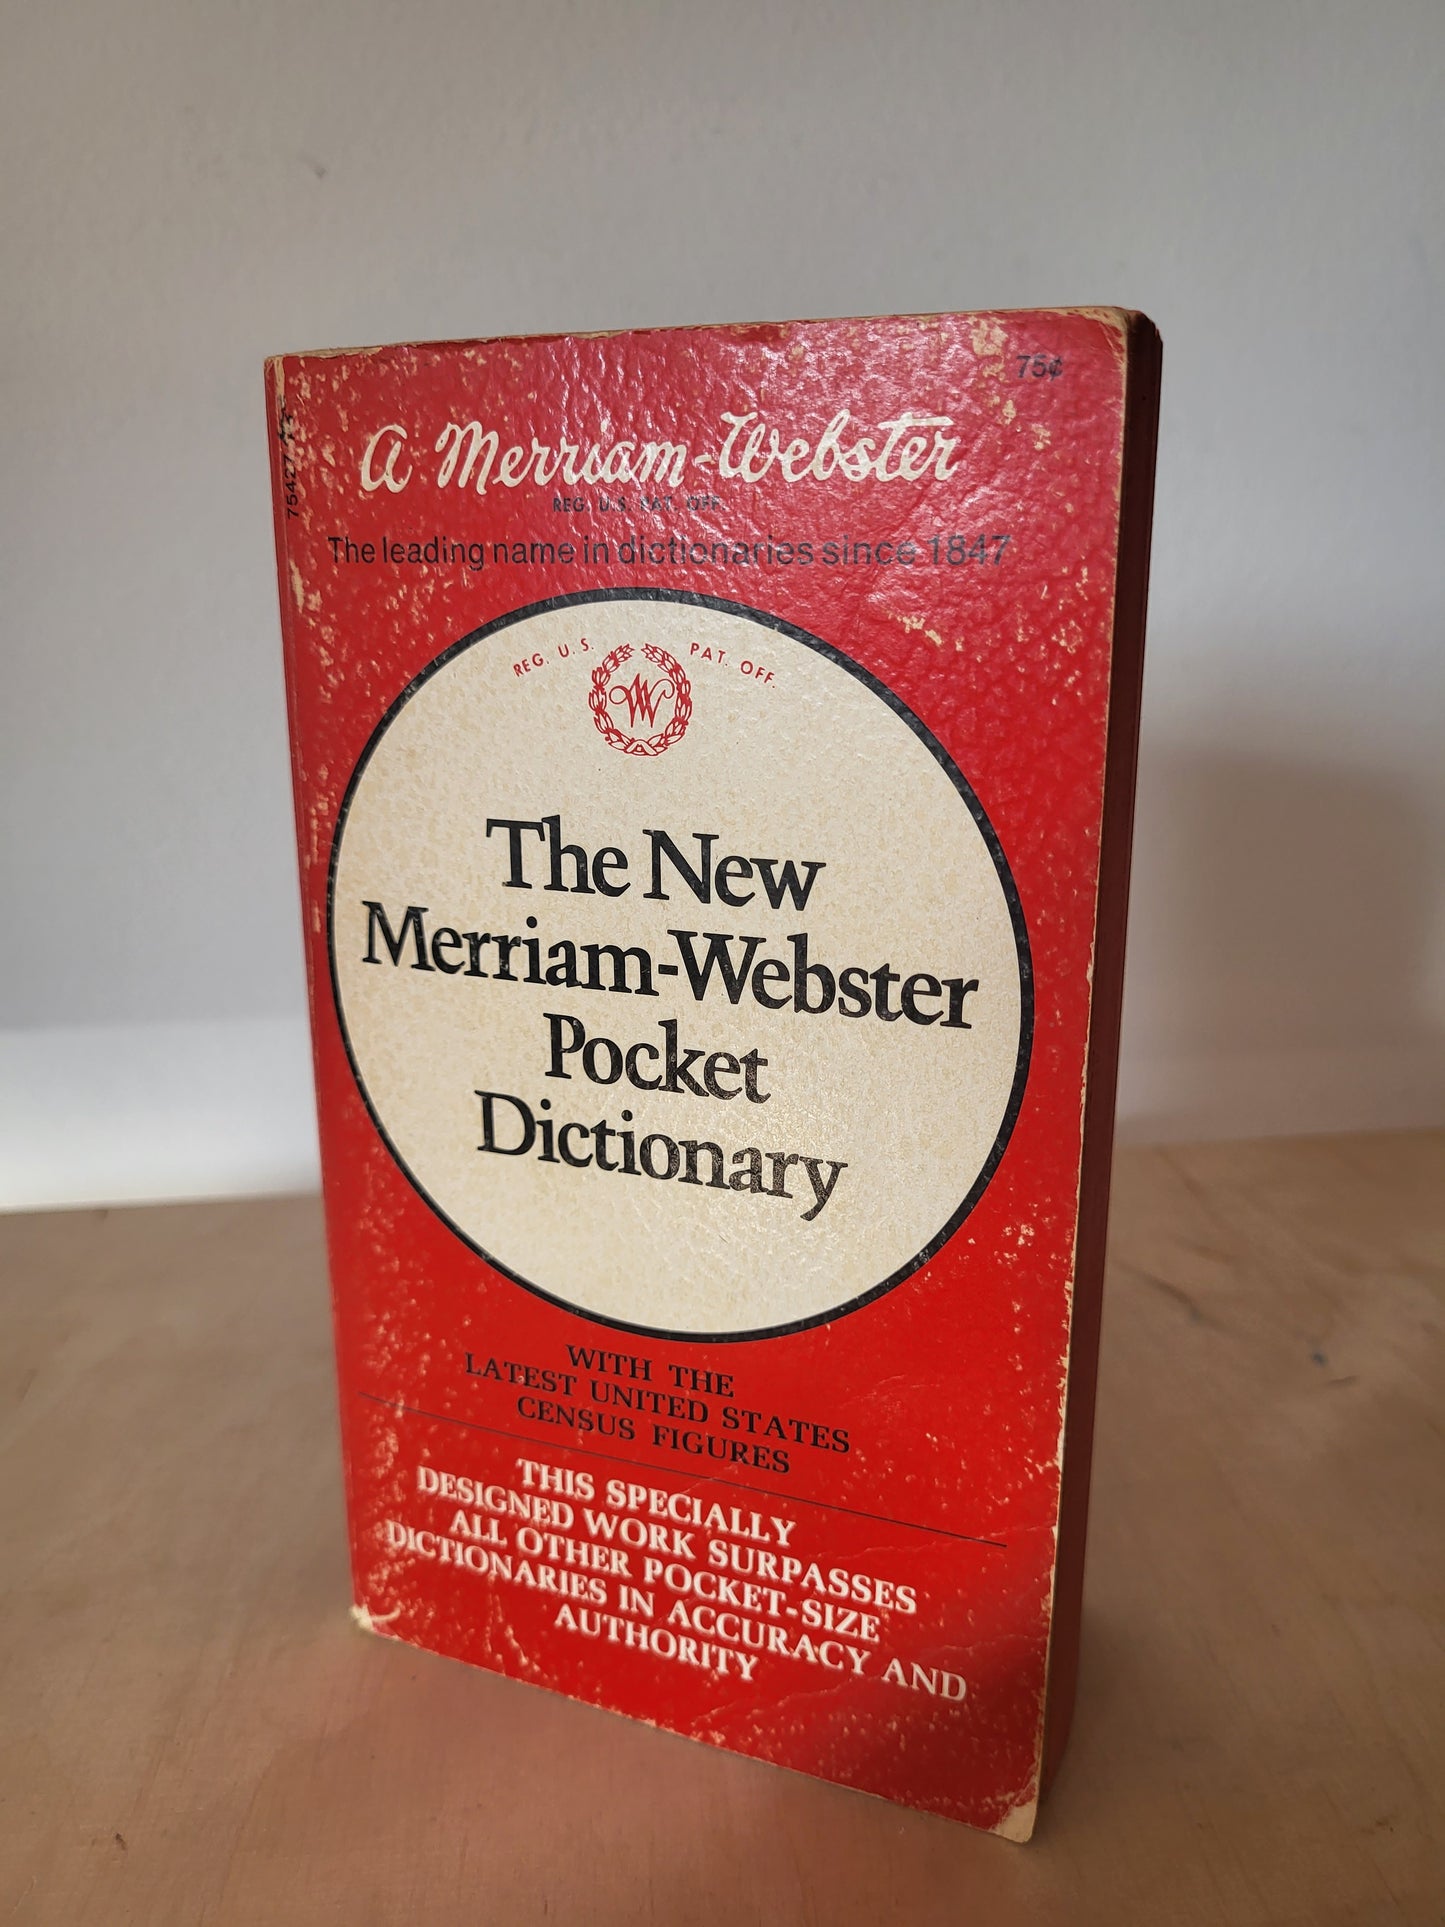 75¢
75427
A Merriam-Webster
REG. U.S. PAT. OFF.
The leading name in dictionaries since 1847
REG. U. S. PAT. OFF.
W
The New
Merriam-Webster
Pocket
Dictionary
WITH THE
LATEST UNITED STATES
CENSUS FIGURES
THIS SPECIALLY
DESIGNED WORK SURPASSES
ALL OTHER POCKET-SIZE
DICTIONARIES IN ACCURACY AND
AUTHORITY